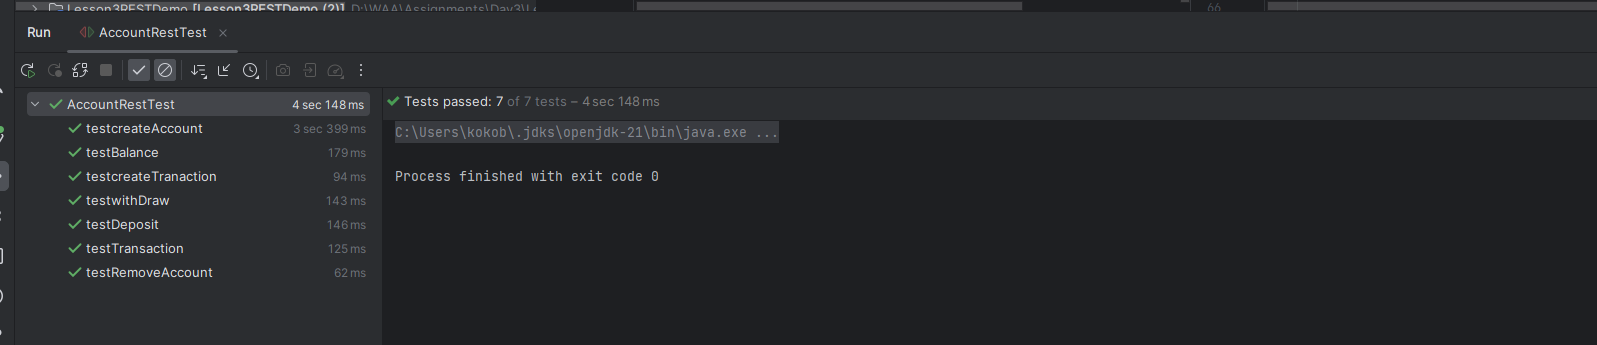 Lesson3RESTDemo [Lesson3RESTDemo (2)] D:\WAA\Assignments\Day3\Le
66
Run AccountRestTest
AccountRestTest 4 sec 148 ms
testcreateAccount 3 sec 399 ms
testBalance 179 ms
testcreateTranaction 94 ms
testwithDraw 143 ms
testDeposit 146 ms
testTransaction 125 ms
testRemoveAccount 62 ms
Tests passed: 7 of 7 tests – 4 sec 148 ms
C:\Users\kokob\.jdks\openjdk-21\bin\java.exe ...
Process finished with exit code 0